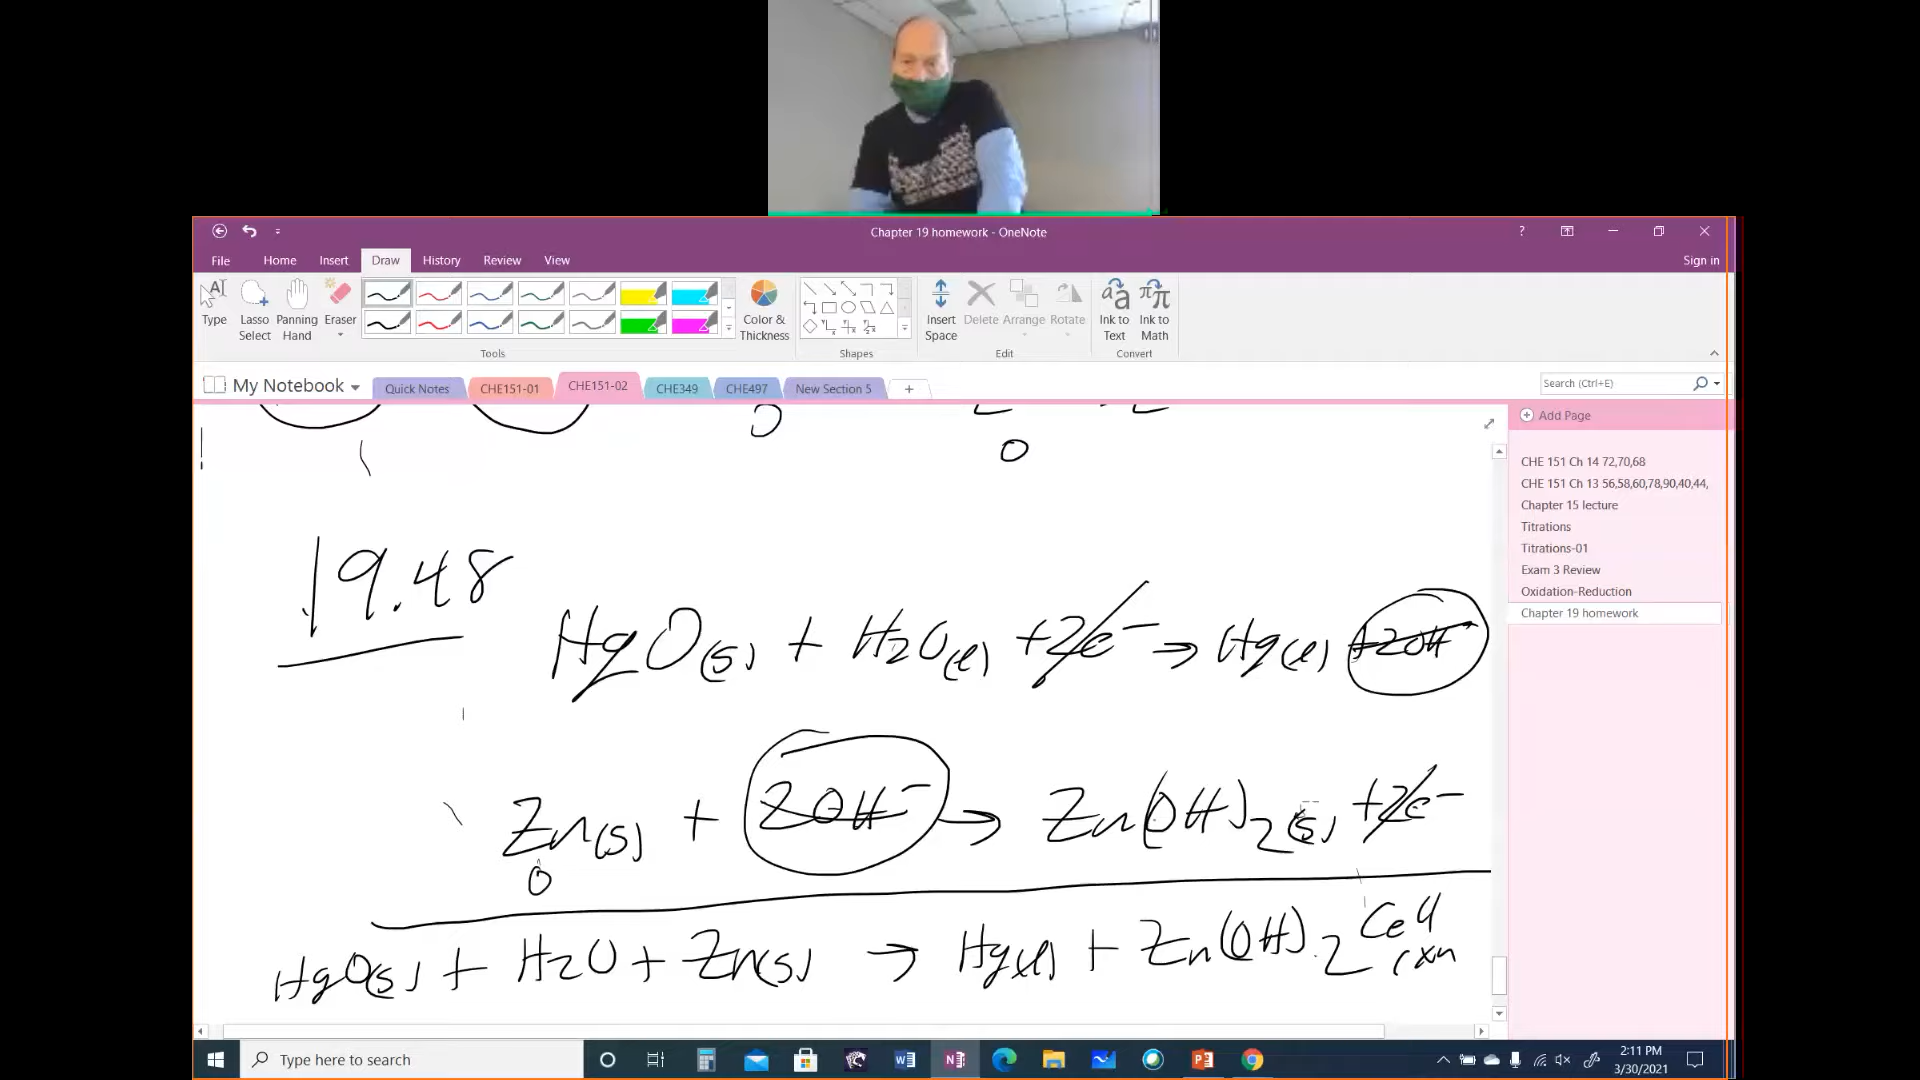 Chapter 19 homework - OneNote
?
File Home Insert Draw History Review View
Sign in
Type
Lasso Select
Panning Hand
Eraser
Color & Thickness
Insert Space
Delete
Arrange
Rotate
Ink to Text
Ink to Math
Tools
Shapes
Edit
Convert
My Notebook
Quick Notes
CHE151-01
CHE151-02
CHE349
CHE497
New Section 5
+
Search (Ctrl+E)
Add Page
CHE 151 Ch 14 72,70,68
CHE 151 Ch 13 56,58,60,78,90,40,44,
Chapter 15 lecture
Titrations
Titrations-01
Exam 3 Review
Oxidation-Reduction
Chapter 19 homework
0
19.48
HgO(s) + H2O(l) + 2e⁻ → Hg(l) + 2OH⁻
Zn(s) + 2OH⁻ → Zn(OH)2(s) + 2e⁻
0
HgO(s) + H2O + Zn(s) → Hg(l) + Zn(OH)2 Cell
rxn
Type here to search
2:11 PM
3/30/2021